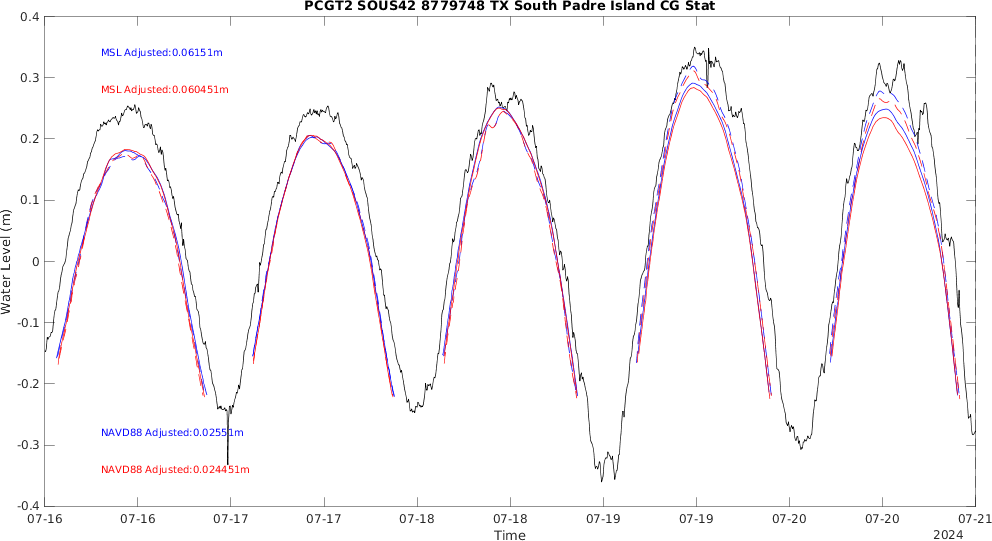 PCGT2 SOUS42 8779748 TX South Padre Island CG Stat
0.4
MSL Adjusted:0.06151m
0.3
MSL Adjusted:0.060451m
0.2
0.1
0
Water Level (m)
-0.1
-0.2
NAVD88 Adjusted:0.02551m
-0.3
NAVD88 Adjusted:0.024451m
-0.4
07-16 07-16 07-17 07-17 07-18 07-18 07-19 07-19 07-20 07-20 07-21
Time
2024